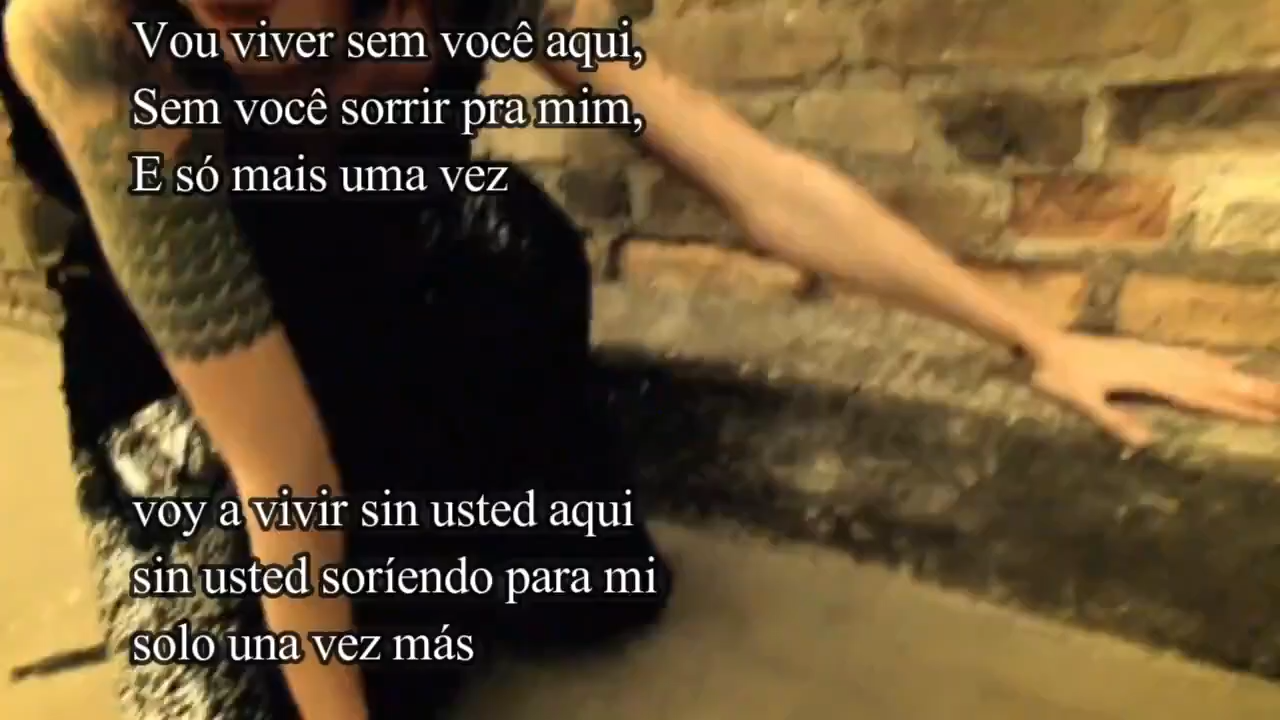 Vou viver sem você aqui,
Sem você sorrir pra mim,
E só mais uma vez
voy a vivir sin usted aqui
sin usted soríendo para mi
solo una vez más